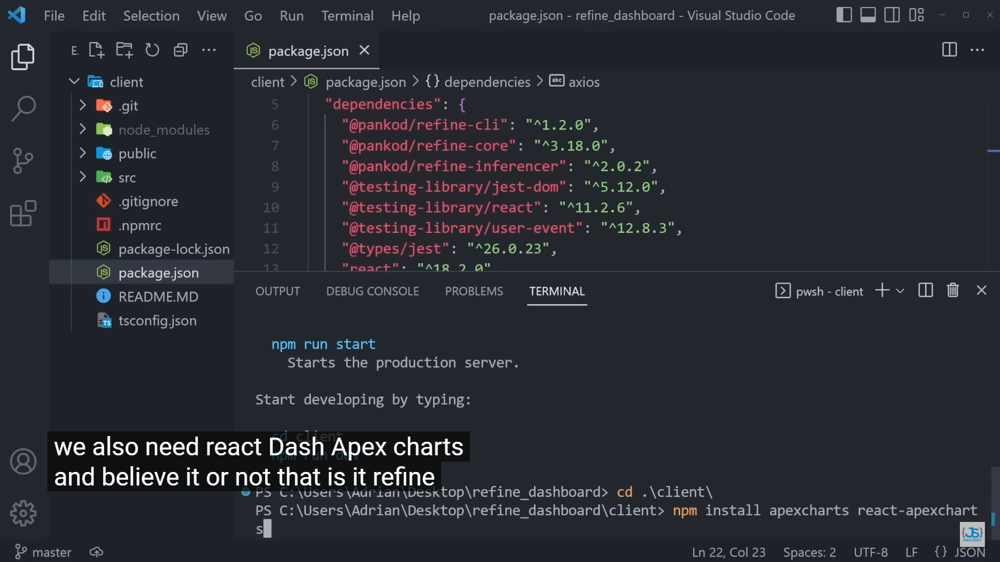 File Edit Selection View Go Run Terminal Help
package.json - refine_dashboard - Visual Studio Code
E.
package.json
client
client > package.json > {} dependencies > abc axios
.git
node_modules
public
src
.gitignore
.npmrc
package-lock.json
package.json
README.MD
TS tsconfig.json
5 "dependencies": {
6 "@pankod/refine-cli": "^1.2.0",
7 "@pankod/refine-core": "^3.18.0",
8 "@pankod/refine-inferencer": "^2.0.2",
9 "@testing-library/jest-dom": "^5.12.0",
10 "@testing-library/react": "^11.2.6",
11 "@testing-library/user-event": "^12.8.3",
12 "@types/jest": "^26.0.23",
13 "react": "^18.2.0"
OUTPUT DEBUG CONSOLE PROBLEMS TERMINAL
pwsh - client
npm run start
Starts the production server.
Start developing by typing:
cd client
npm run dev
we also need react Dash Apex charts
and believe it or not that is it refine
PS C:\Users\Adrian\Desktop\refine_dashboard> cd .\client\
PS C:\Users\Adrian\Desktop\refine_dashboard\client> npm install apexcharts react-apexchart
s
{JS}
MASTERY
master
Ln 22, Col 23 Spaces: 2 UTF-8 LF {} JSON